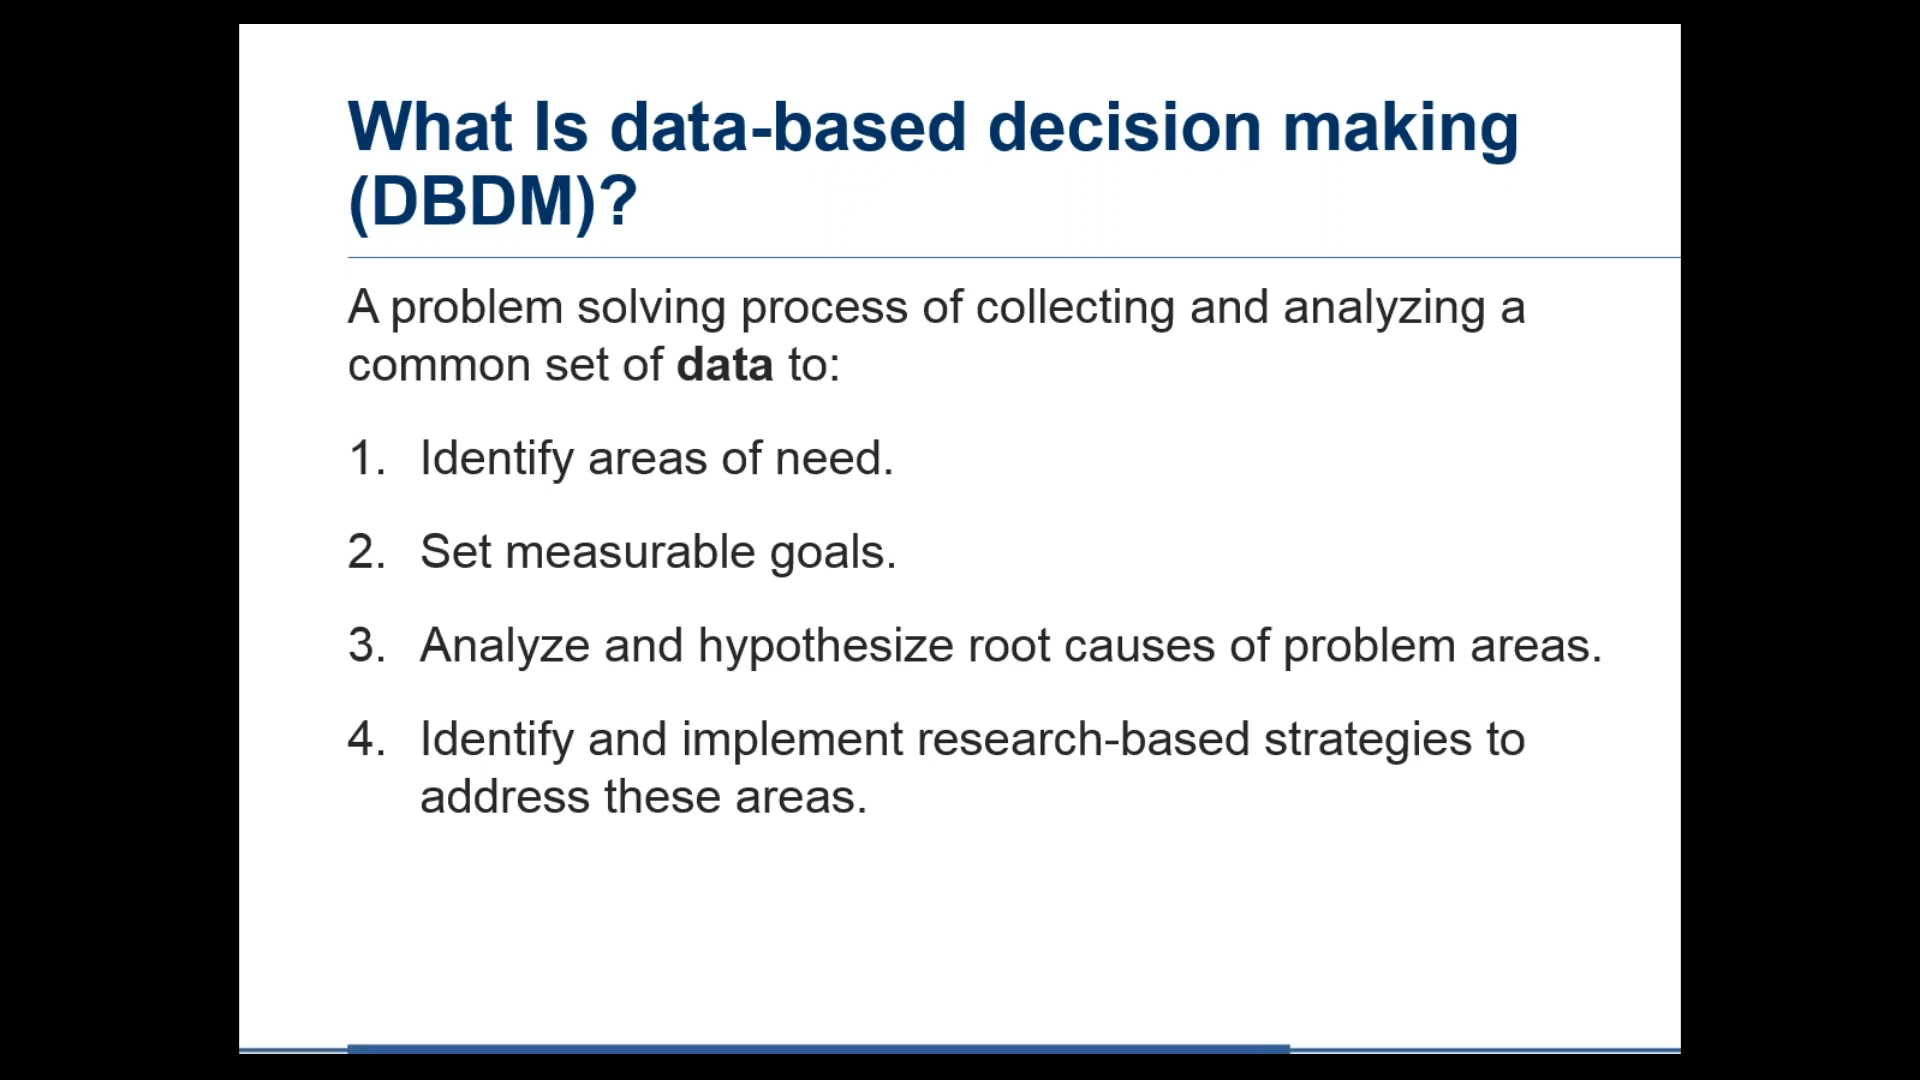 What Is data-based decision making
(DBDM)?
A problem solving process of collecting and analyzing a
common set of data to:
1. Identify areas of need.
2. Set measurable goals.
3. Analyze and hypothesize root causes of problem areas.
4. Identify and implement research-based strategies to
address these areas.